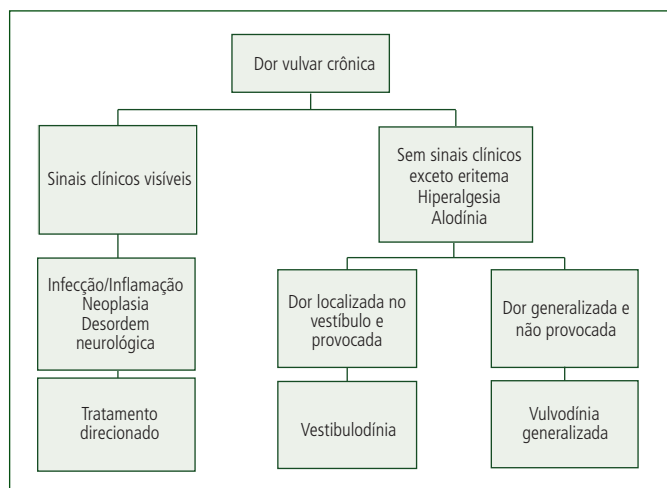 Dor vulvar crônica
Sinais clínicos visíveis
Sem sinais clínicos
exceto eritema
Hiperalgesia
Alodínia
Infecção/Inflamação
Neoplasia
Desordem
neurológica
Dor localizada no
vestíbulo e
provocada
Dor generalizada e
não provocada
Tratamento
direcionado
Vestibulodínia
Vulvodínia
generalizada